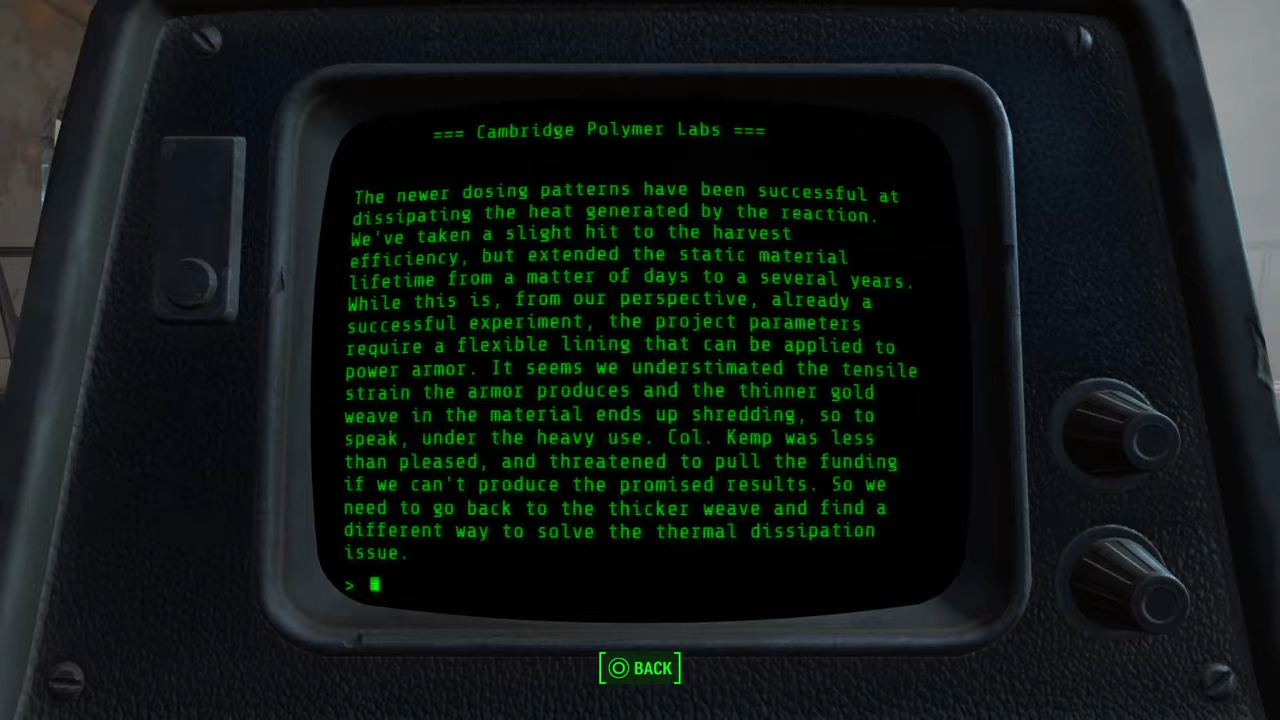 === Cambridge Polymer Labs ===
The newer dosing patterns have been successful at
dissipating the heat generated by the reaction.
We've taken a slight hit to the harvest
efficiency, but extended the static material
lifetime from a matter of days to a several years.
While this is, from our perspective, already a
successful experiment, the project parameters
require a flexible lining that can be applied to
power armor. It seems we understimated the tensile
strain the armor produces and the thinner gold
weave in the material ends up shredding, so to
speak, under the heavy use. Col. Kemp was less
than pleased, and threatened to pull the funding
if we can't produce the promised results. So we
need to go back to the thicker weave and find a
different way to solve the thermal dissipation
issue.
>
BACK